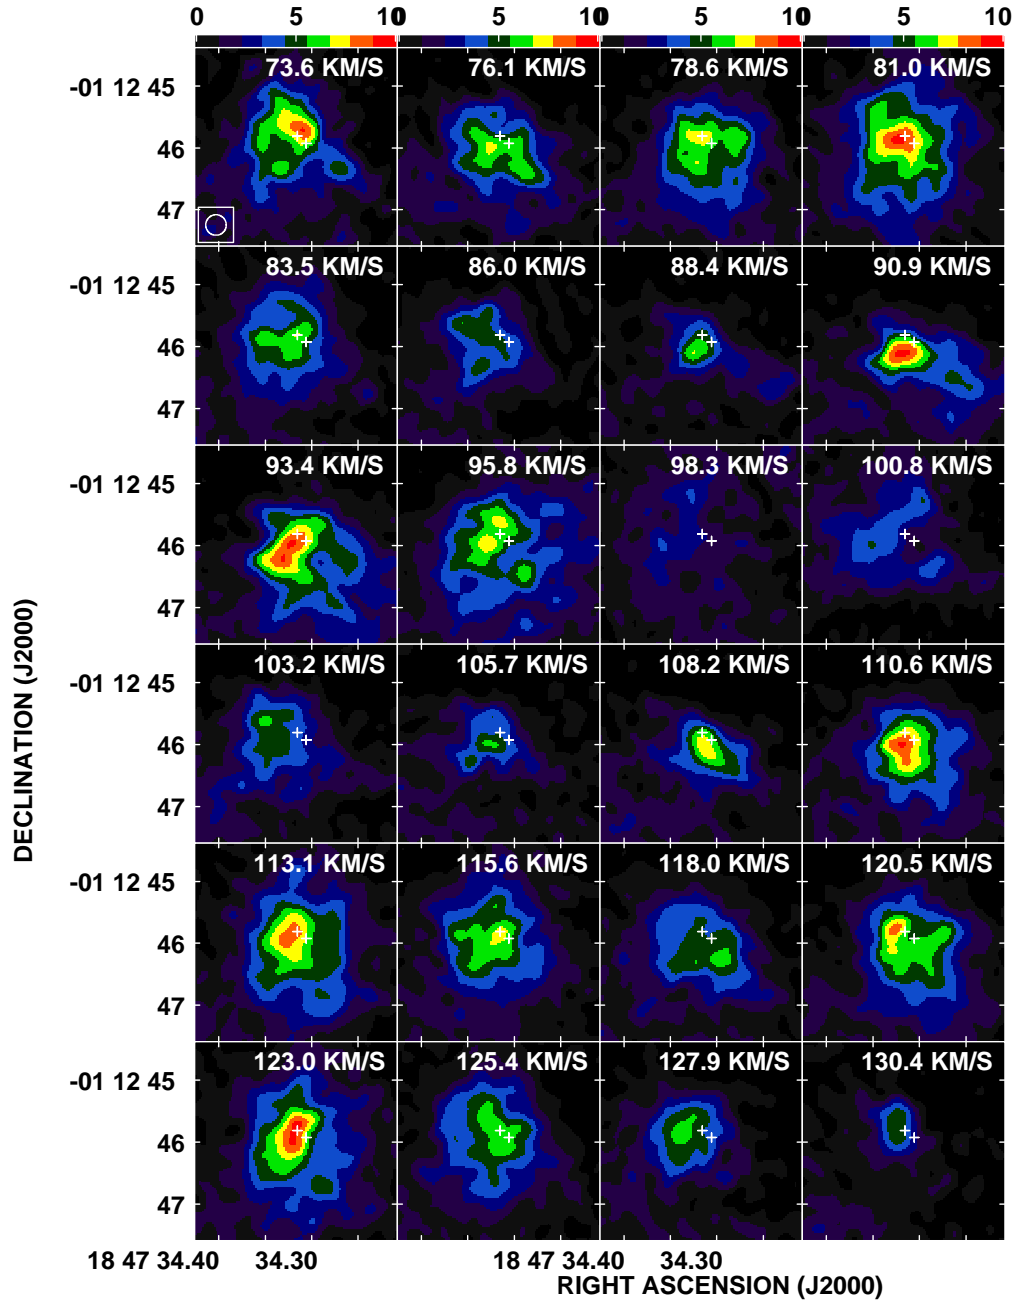 0 5 10 0 5 10 0 5 10 0 5 10
73.6 KM/S 76.1 KM/S 78.6 KM/S 81.0 KM/S
-01 12 45
46
47
83.5 KM/S 86.0 KM/S 88.4 KM/S 90.9 KM/S
-01 12 45
46
47
93.4 KM/S 95.8 KM/S 98.3 KM/S 100.8 KM/S
-01 12 45
46
47
DECLINATION (J2000)
103.2 KM/S 105.7 KM/S 108.2 KM/S 110.6 KM/S
-01 12 45
46
47
113.1 KM/S 115.6 KM/S 118.0 KM/S 120.5 KM/S
-01 12 45
46
47
123.0 KM/S 125.4 KM/S 127.9 KM/S 130.4 KM/S
-01 12 45
46
47
18 47 34.40 34.30 18 47 34.40 34.30
RIGHT ASCENSION (J2000)